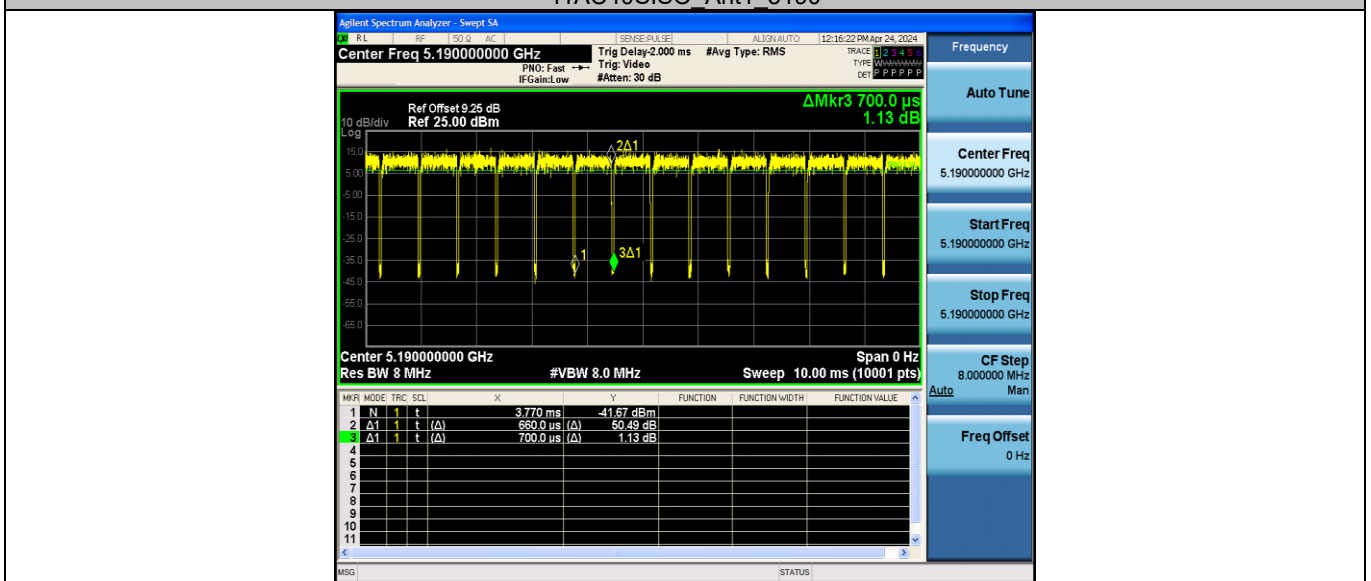 Agilent Spectrum Analyzer - Swept SA
RL RF 50 Ω AC SENSE:PULSE ALIGN AUTO 12:16:22 PM Apr 24, 2024
Center Freq 5.190000000 GHz
PNO: Fast
IFGain:Low
Trig Delay-2.000 ms #Avg Type: RMS
Trig: Video
#Atten: 30 dB
TRACE 1 2 3 4 5 6
TYPE
DET P P P P P P
Frequency
Auto Tune
ΔMkr3 700.0 µs
1.13 dB
Ref Offset 9.25 dB
10 dB/div Ref 25.00 dBm
Log
15.0
5.00
-5.00
-15.0
-25.0
-35.0
-45.0
-55.0
-65.0
2Δ1
1
3Δ1
Center 5.190000000 GHz Span 0 Hz
Res BW 8 MHz #VBW 8.0 MHz Sweep 10.00 ms (10001 pts)
Center Freq
5.190000000 GHz
Start Freq
5.190000000 GHz
Stop Freq
5.190000000 GHz
CF Step
8.000000 MHz
Auto Man
Freq Offset
0 Hz
MKR MODE TRC SCL X Y FUNCTION FUNCTION WIDTH FUNCTION VALUE
1 N 1 t 3.770 ms -41.67 dBm
2 Δ1 1 t (Δ) 660.0 µs (Δ) 50.49 dB
3 Δ1 1 t (Δ) 700.0 µs (Δ) 1.13 dB
4
5
6
7
8
9
10
11
MSG STATUS